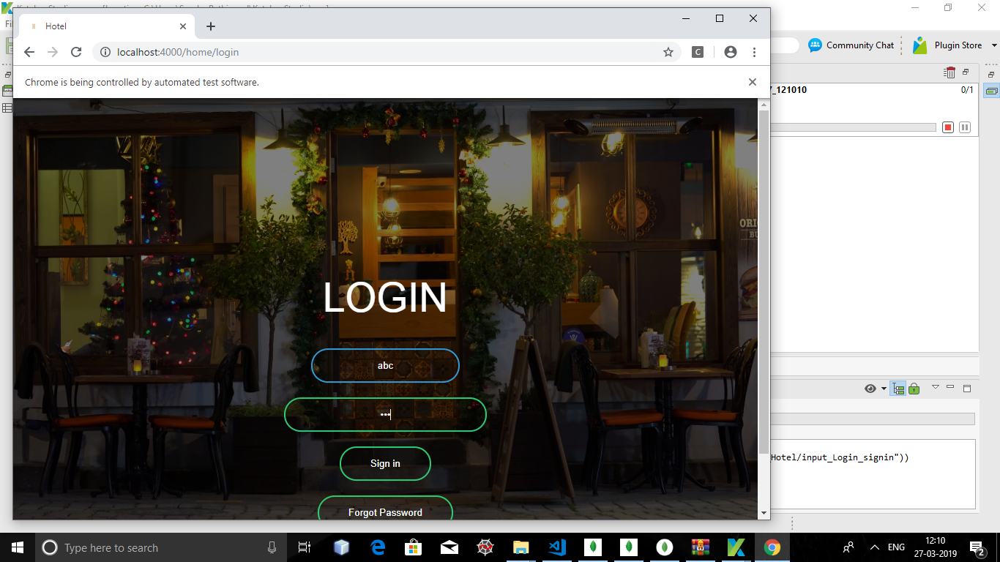 Hotel
localhost:4000/home/login
Chrome is being controlled by automated test software.
Community Chat
Plugin Store
7_121010
0/1
LOGIN
abc
•••
Sign in
Forgot Password
Hotel/input_Login_signin"))
Type here to search
ENG
12:10
27-03-2019
2